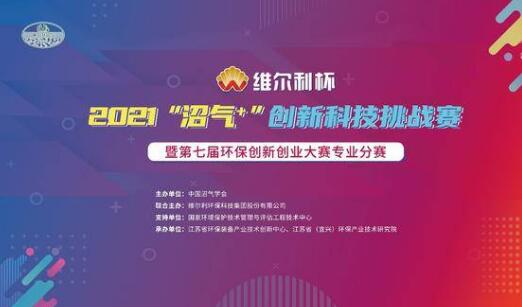 维尔利杯
2021“沼气+”创新科技挑战赛
暨第七届环保创新创业大赛专业分赛
主办单位：中国沼气学会
联合主办：维尔利环保科技集团股份有限公司
支持单位：国家环境保护技术管理与评估工程技术中心
承办单位：江苏省环保装备产业技术创新中心、江苏省（宜兴）环保产业技术研究院